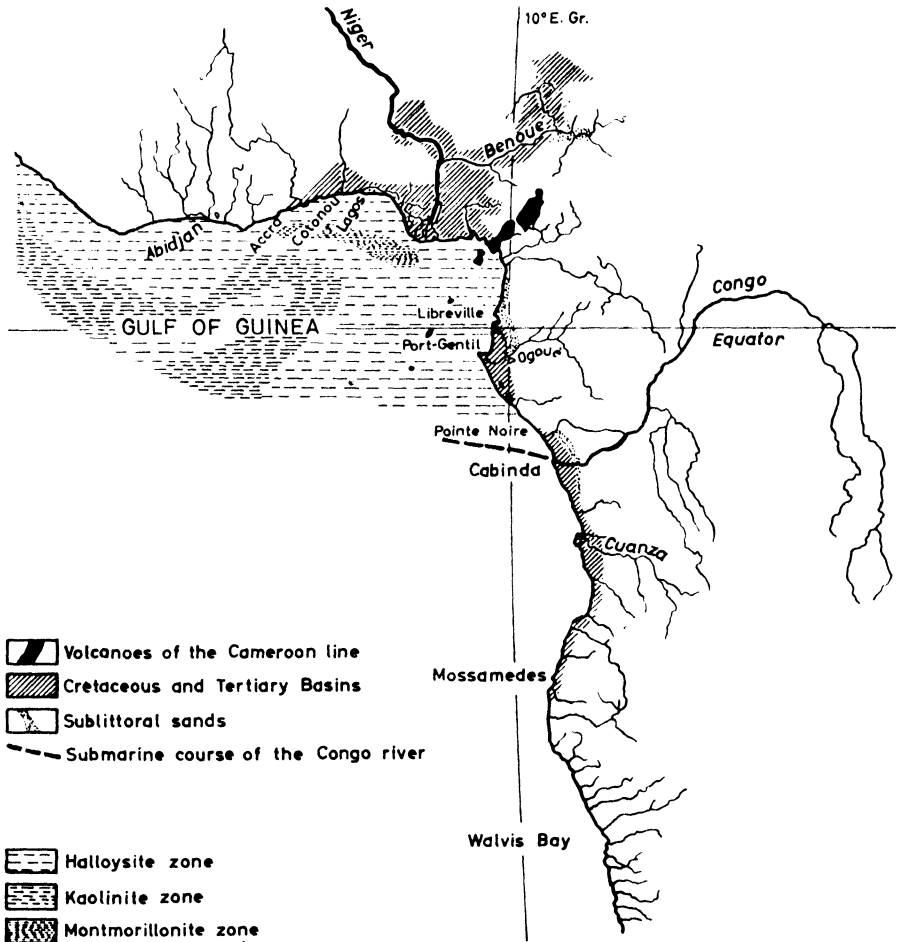 10° E. Gr.
Niger
Benoue
Abidjan
Accra
Cotonou
Lagos
Congo
Libreville
GULF OF GUINEA
Equator
Port-Gentil
Ogoué
Pointe Noire
Cabinda
Cuanza
Volcanoes of the Cameroon line
Mossamedes
Cretaceous and Tertiary Basins
Sublittoral sands
Submarine course of the Congo river
Walvis Bay
Halloysite zone
Kaolinite zone
Montmorillonite zone